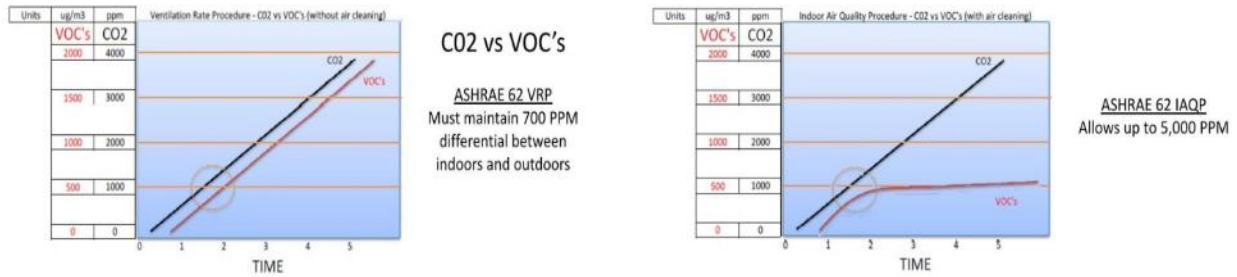 Units ug/m3 ppm Ventilation Rate Procedure - C02 vs VOC's (without air cleaning)
VOC's CO2
2000 4000
1500 3000
1000 2000
500 1000
0 0
CO2
VOC's
0 1 2 3 4 5
TIME
C02 vs VOC's
ASHRAE 62 VRP
Must maintain 700 PPM
differential between
indoors and outdoors
Units ug/m3 ppm Indoor Air Quality Procedure - C02 vs VOC's (with air cleaning)
VOC's CO2
2000 4000
1500 3000
1000 2000
500 1000
0 0
CO2
VOC's
0 1 2 3 4 5
TIME
ASHRAE 62 IAQP
Allows up to 5,000 PPM